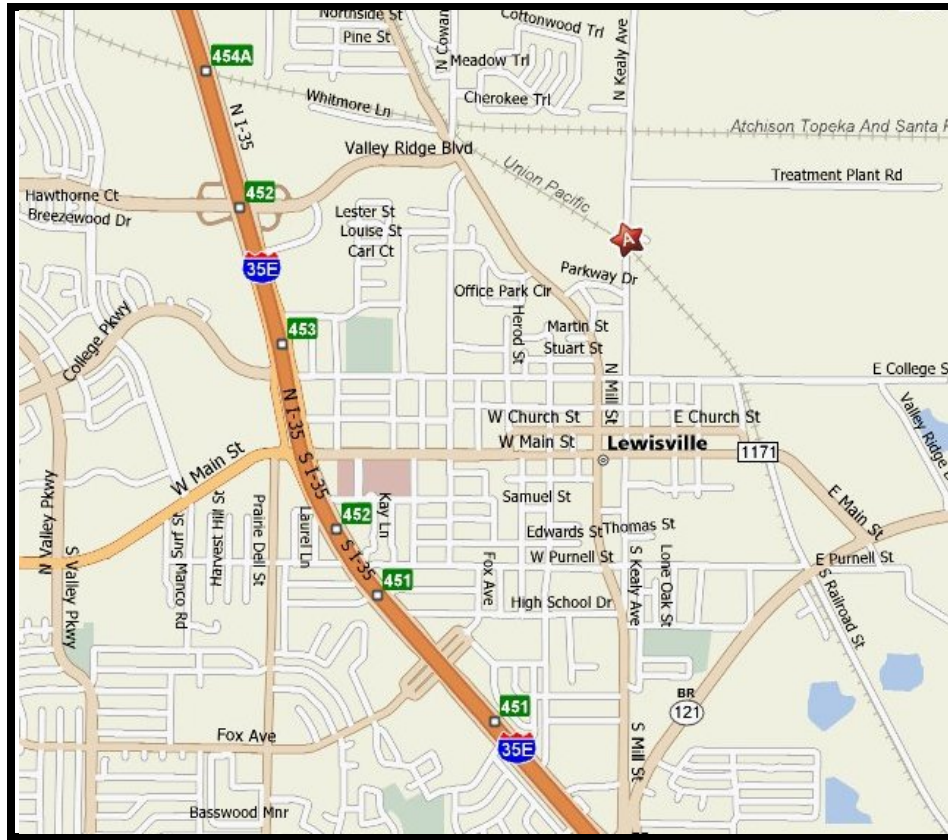 Northside St
Pine St
N Cowan
Cottonwood Trl
N Kealy Ave
454A
Meadow Trl
Cherokee Trl
Whitmore Ln
N I-35
Atchison Topeka And Santa
Valley Ridge Blvd
Union Pacific
Treatment Plant Rd
Hawthorne Ct
452
Breezewood Dr
Lester St
Louise St
Carl Ct
A
35E
Parkway Dr
Office Park Cir
College Pkwy
453
Herod St
Martin St
Stuart St
N Mill St
E College S
N I-35
W Church St
E Church St
Valley Ridge
W Main St
Lewisville
1171
W Main St
S I-35
N Valley Pkwy
Surf St
Manco Rd
Harvest Hill St
Prairie Dell St
Laurel Ln
Kay Ln
452
Samuel St
E Main St
Edwards St
Thomas St
S Valley Pkwy
S I-35
451
Fox Ave
W Purnell St
S Kealy Ave
Lone Oak St
E Purnell St
High School Dr
S Railroad St
BR
121
451
35E
Fox Ave
S Mill St
Basswood Mnr